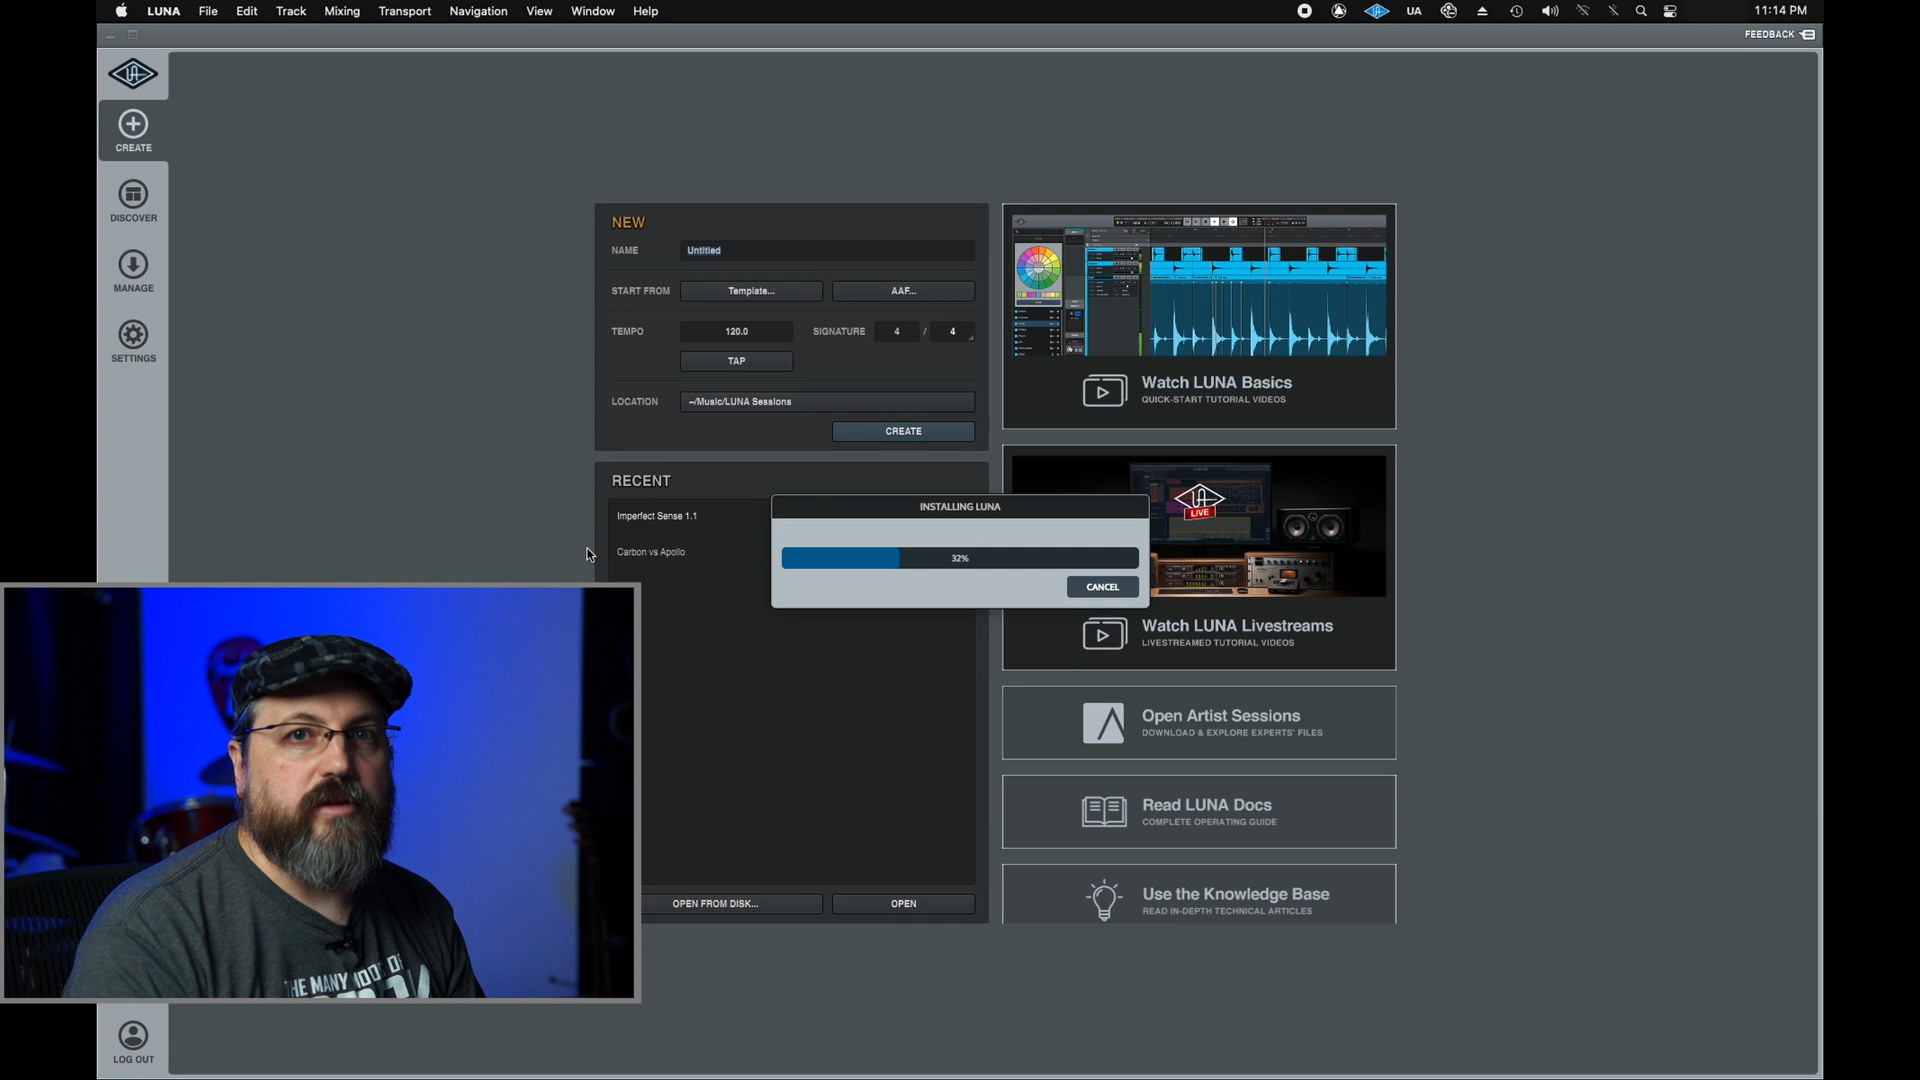 LUNA File Edit Track Mixing Transport Navigation View Window Help UA 11:14 PM
FEEDBACK
CREATE
DISCOVER
MANAGE
SETTINGS
LOG OUT
NEW
NAME Untitled
START FROM Template... AAF...
TEMPO 120.0 SIGNATURE 4 / 4
TAP
LOCATION ~/Music/LUNA Sessions
CREATE
RECENT
Imperfect Sense 1.1
Carbon vs Apollo
OPEN FROM DISK... OPEN
INSTALLING LUNA
32%
CANCEL
Watch LUNA Basics
QUICK-START TUTORIAL VIDEOS
LIVE
Watch LUNA Livestreams
LIVESTREAMED TUTORIAL VIDEOS
Open Artist Sessions
DOWNLOAD & EXPLORE EXPERTS' FILES
Read LUNA Docs
COMPLETE OPERATING GUIDE
Use the Knowledge Base
READ IN-DEPTH TECHNICAL ARTICLES
THE MANY MOODS OF